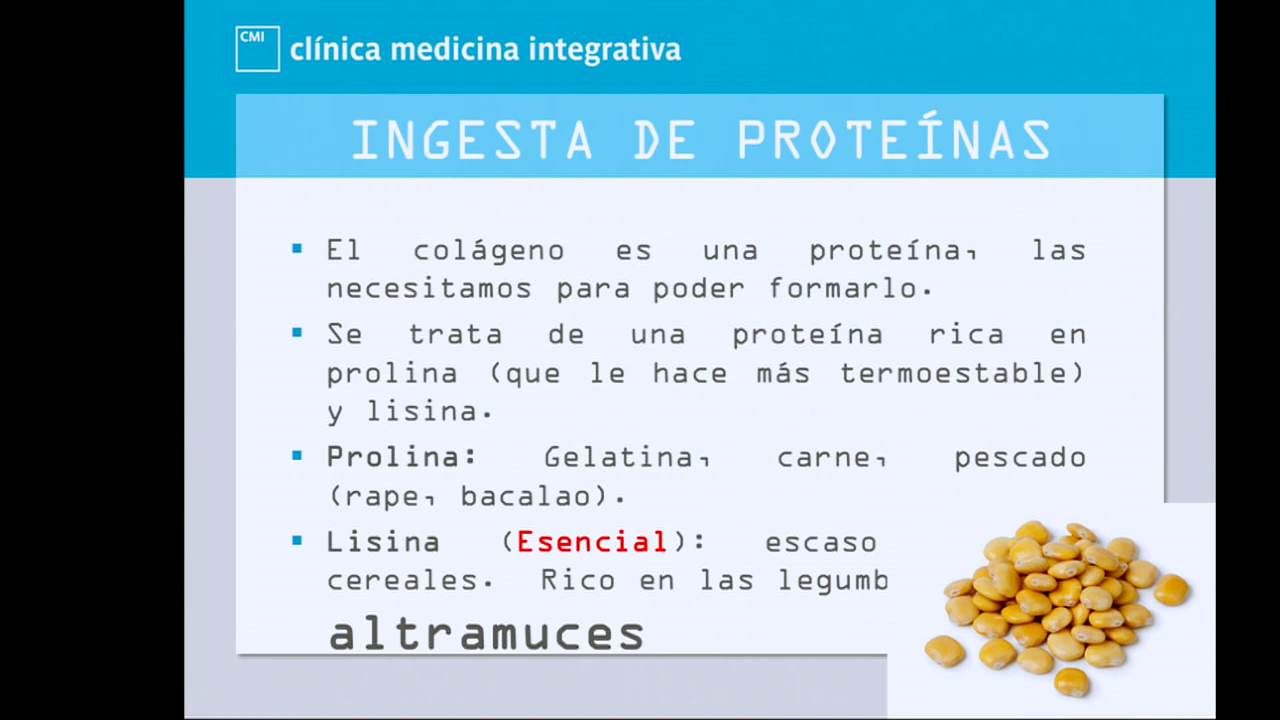 CMI
clínica medicina integrativa
INGESTA DE PROTEÍNAS
▪ El colágeno es una proteína, las
necesitamos para poder formarlo.
▪ Se trata de una proteína rica en
prolina (que le hace más termoestable)
y lisina.
▪ Prolina: Gelatina, carne, pescado
(rape, bacalao).
▪ Lisina (Esencial): escaso
cereales. Rico en las legumb
altramuces